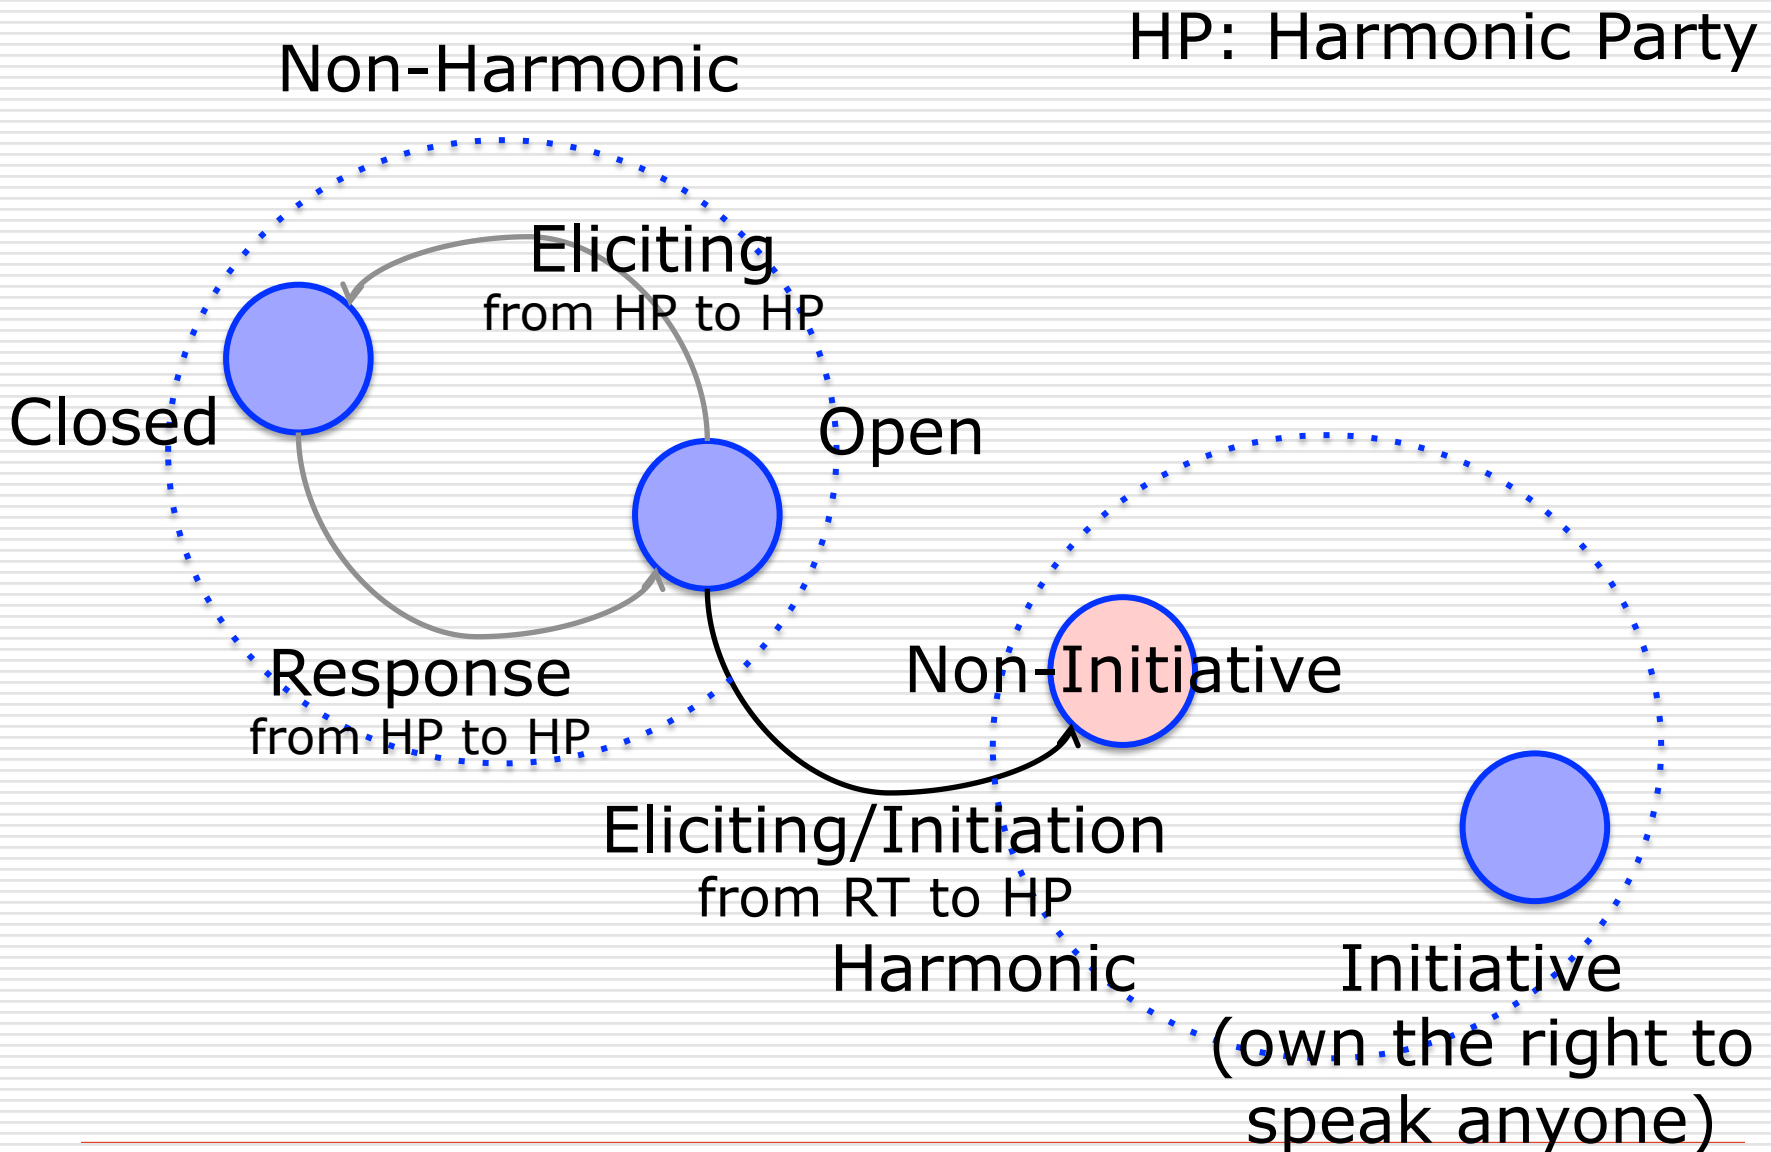 HP: Harmonic Party
Non-Harmonic
Eliciting
from HP to HP
Closed
Open
Response
from HP to HP
Non-Initiative
Eliciting/Initiation
from RT to HP
Harmonic
Initiative
(own the right to
speak anyone)